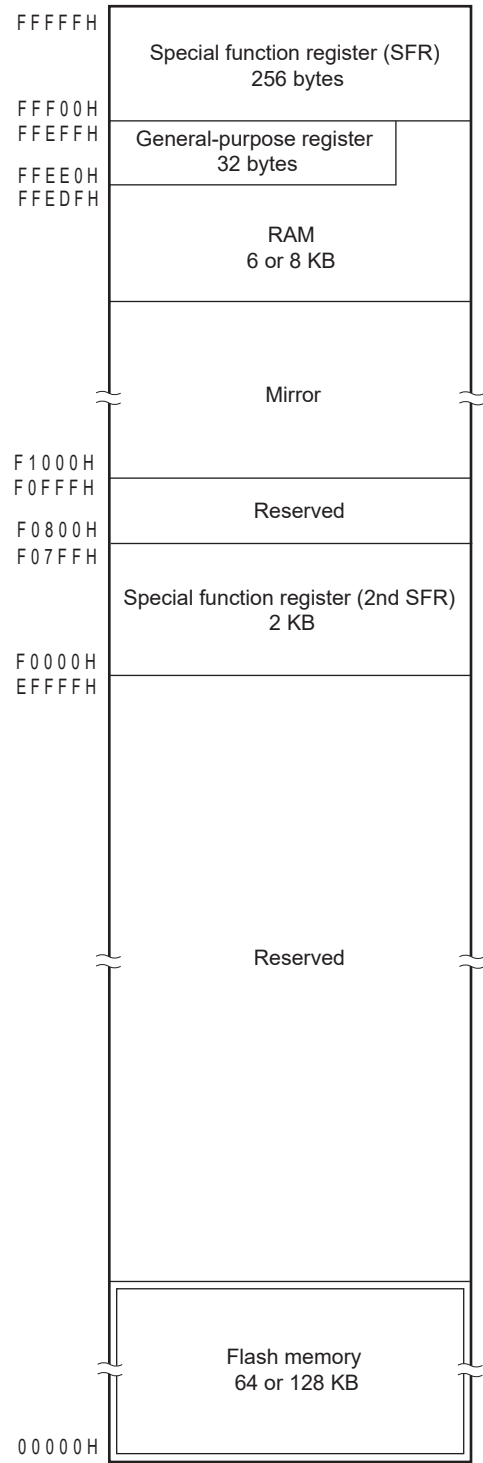 FFFFFH
Special function register (SFR)
256 bytes
FFF00H
FFEFFH
General-purpose register
32 bytes
FFEE0H
FFEDFH
RAM
6 or 8 KB
Mirror
F1000H
F0FFFH
Reserved
F0800H
F07FFH
Special function register (2nd SFR)
2 KB
F0000H
EFFFFH
Reserved
Flash memory
64 or 128 KB
00000H